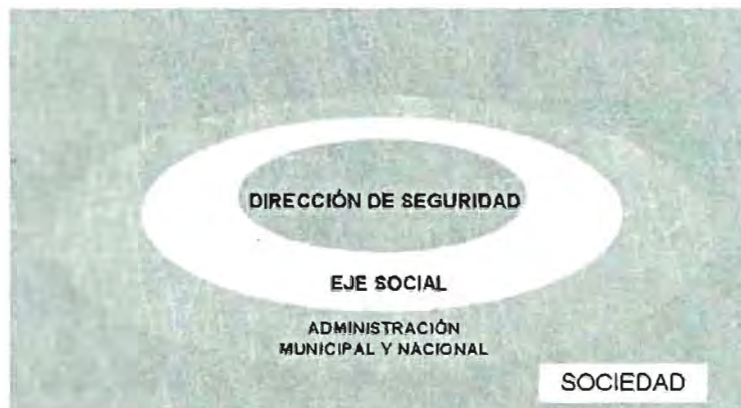 DIRECCIÓN DE SEGURIDAD
EJE SOCIAL
ADMINISTRACIÓN
MUNICIPAL Y NACIONAL
SOCIEDAD